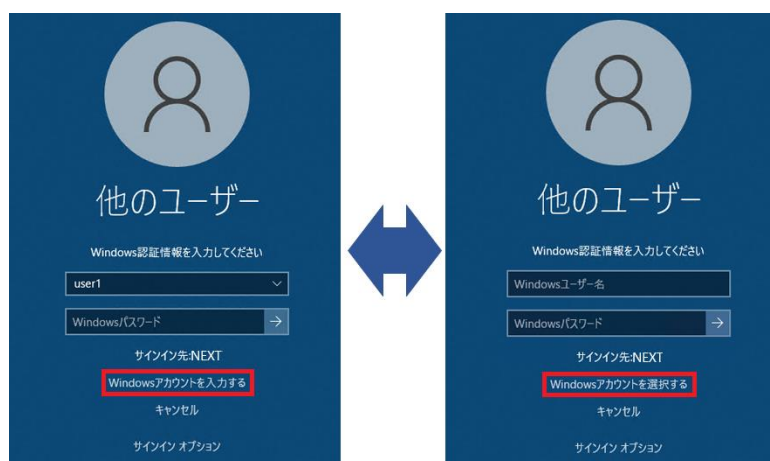 他のユーザー
Windows認証情報を入力してください
user1
Windowsパスワード
サインイン先:NEXT
Windowsアカウントを入力する
キャンセル
サインイン オプション
他のユーザー
Windows認証情報を入力してください
Windowsユーザー名
Windowsパスワード
サインイン先:NEXT
Windowsアカウントを選択する
キャンセル
サインイン オプション